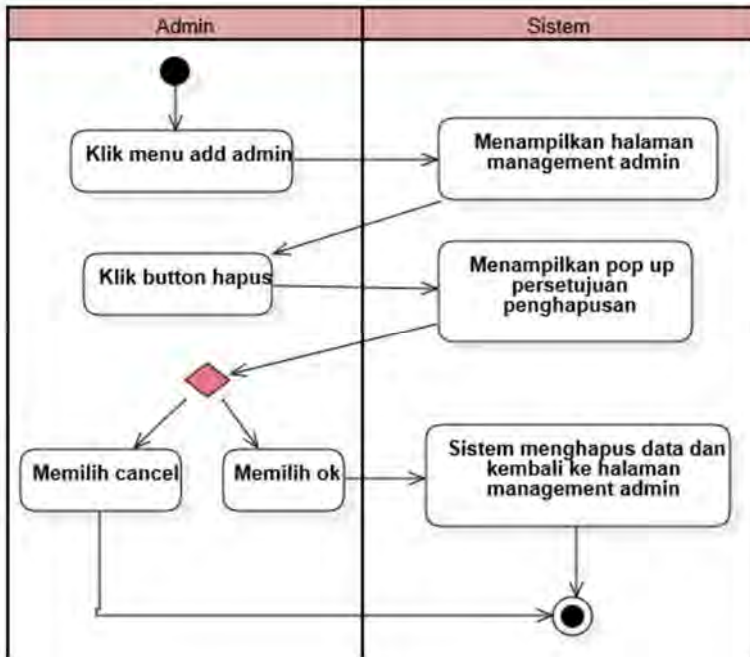 Admin
Sistem
Klik menu add admin
Menampilkan halaman
management admin
Klik button hapus
Menampilkan pop up
persetujuan
penghapusan
Memilih cancel
Memilih ok
Sistem menghapus data dan
kembali ke halaman
management admin